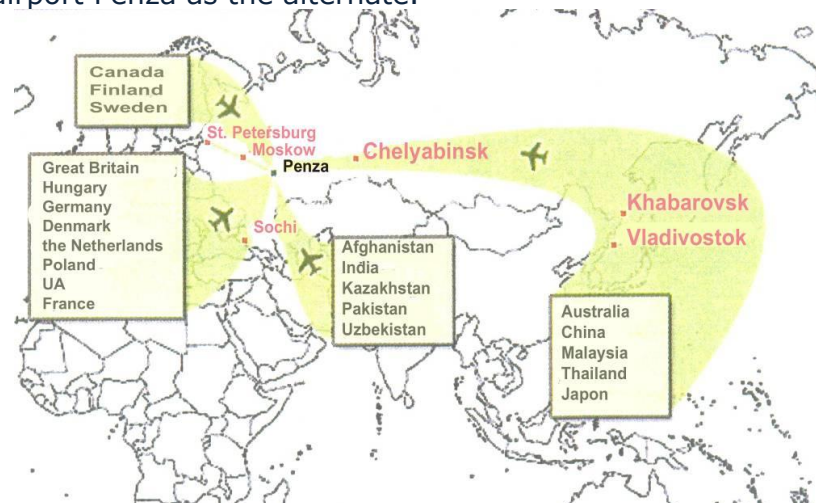 airport Penza as the alternate.
Canada
Finland
Sweden
St. Petersburg
Moskow
Penza
Chelyabinsk
Great Britain
Hungary
Germany
Denmark
the Netherlands
Poland
UA
France
Sochi
Afghanistan
India
Kazakhstan
Pakistan
Uzbekistan
Khabarovsk
Vladivostok
Australia
China
Malaysia
Thailand
Japon